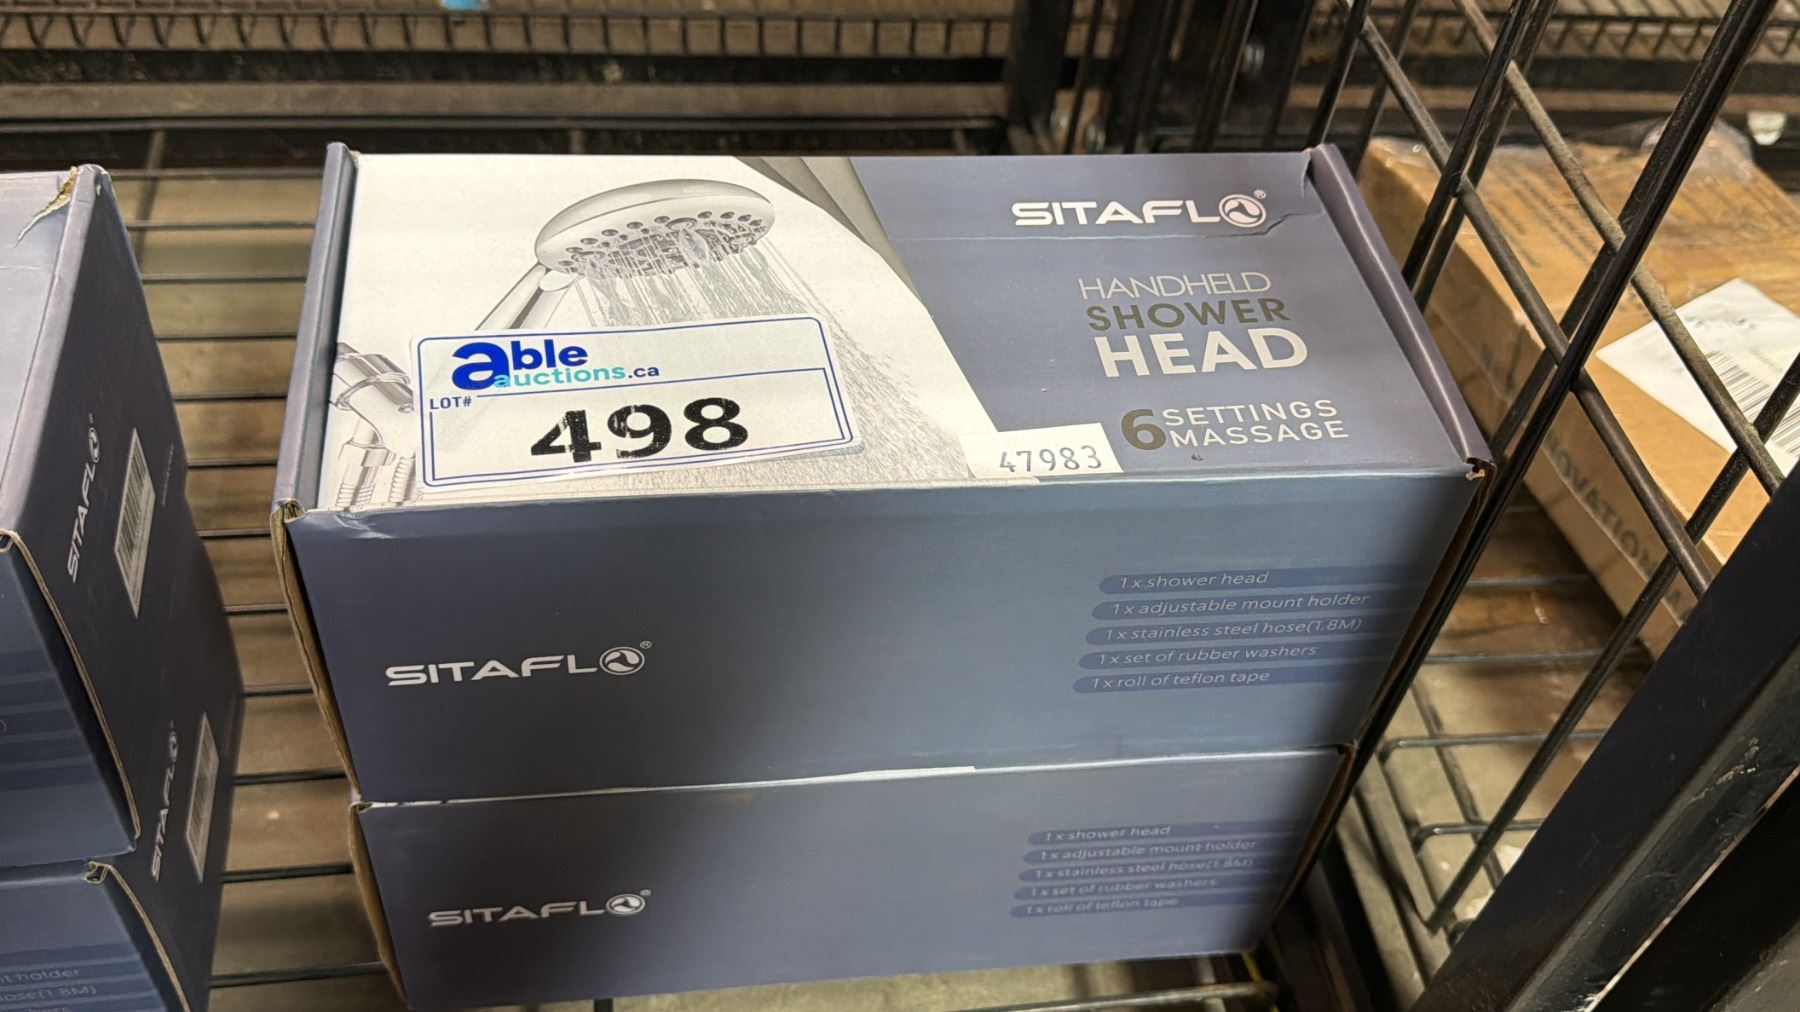 SITAFLO®
HANDHELD
SHOWER
HEAD
6 SETTINGS
MASSAGE
able
auctions.ca
LOT#
498
47983
SITAFLO®
1 x shower head
1 x adjustable mount holder
1 x stainless steel hose(1.8M)
1 x set of rubber washers
1 x roll of teflon tape
SITAFLO®
1 x shower head
1 x adjustable mount holder
1 x stainless steel hose(1.8M)
1 x set of rubber washers
1 x roll of teflon tape
SITAFLO®
SITAFLO®
holder